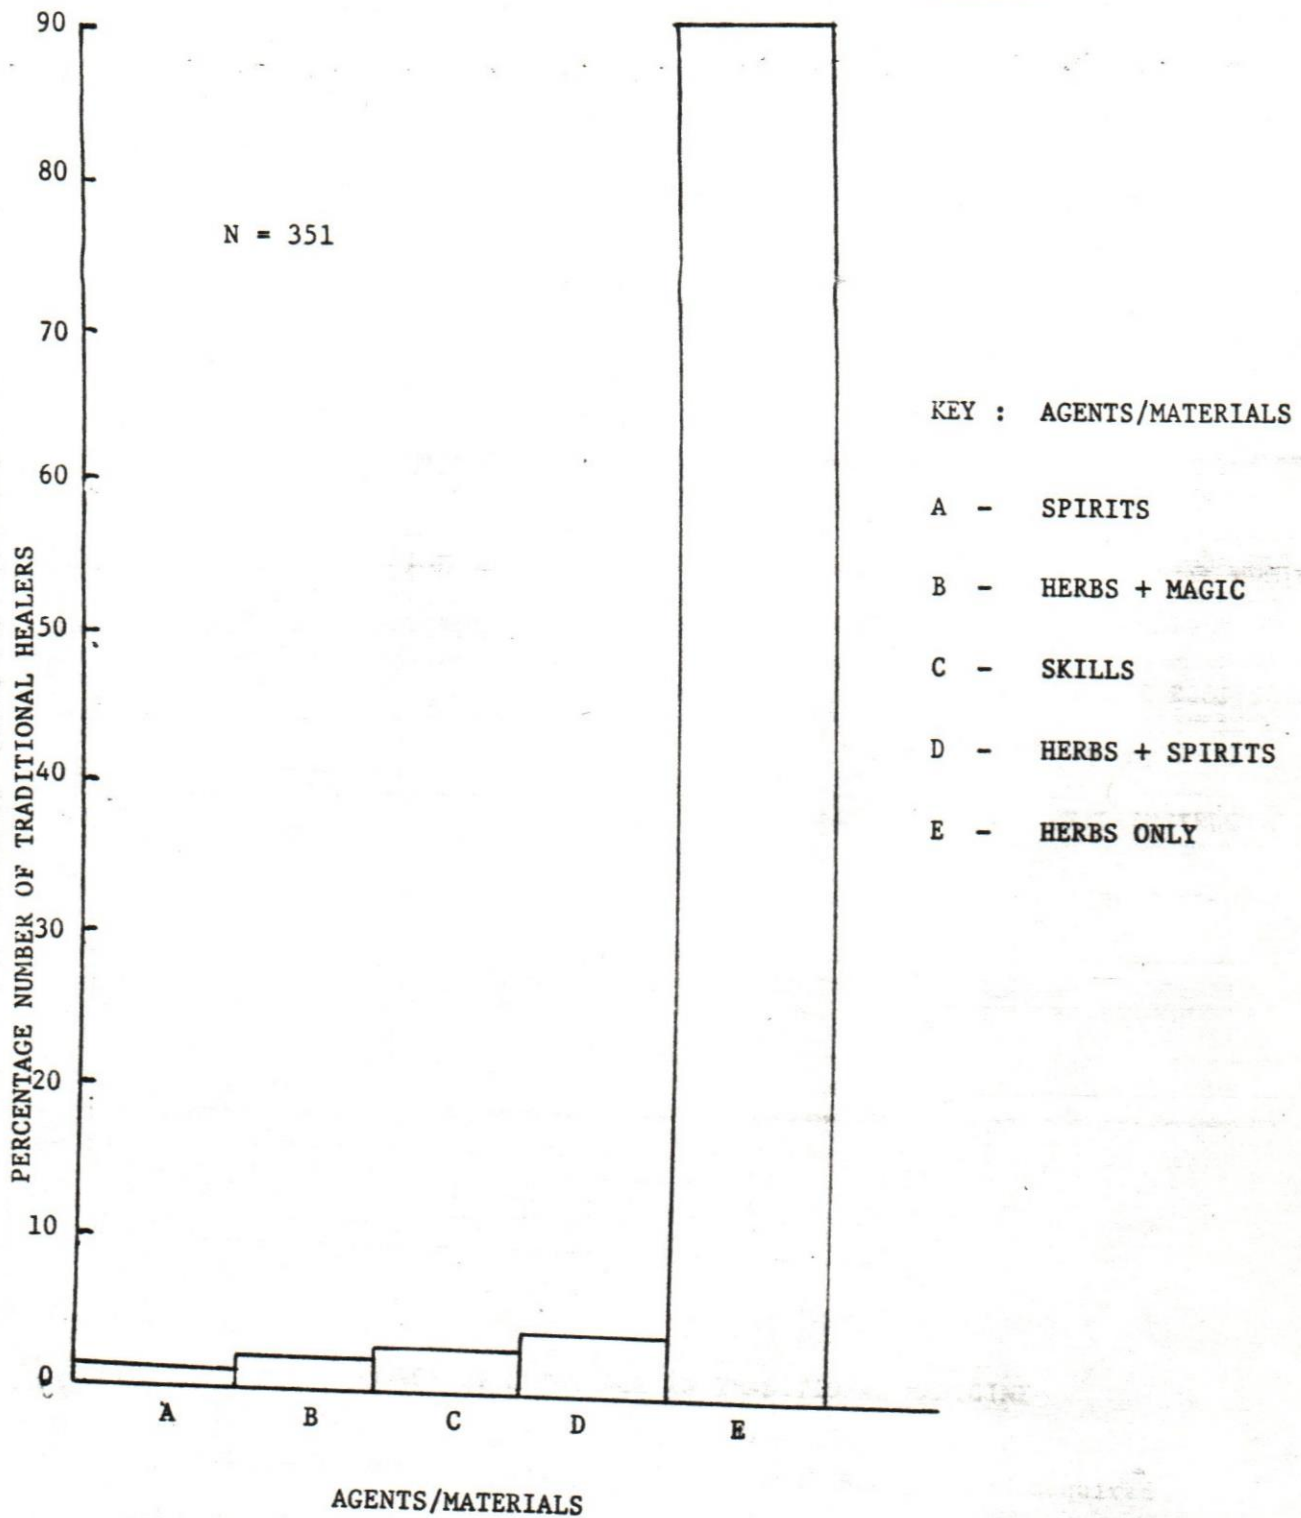 90
80
N = 351
70
KEY : AGENTS/MATERIALS
60
A - SPIRITS
B - HERBS + MAGIC
50
C - SKILLS
D - HERBS + SPIRITS
40
E - HERBS ONLY
30
20
10
0
PERCENTAGE NUMBER OF TRADITIONAL HEALERS
A B C D E
AGENTS/MATERIALS